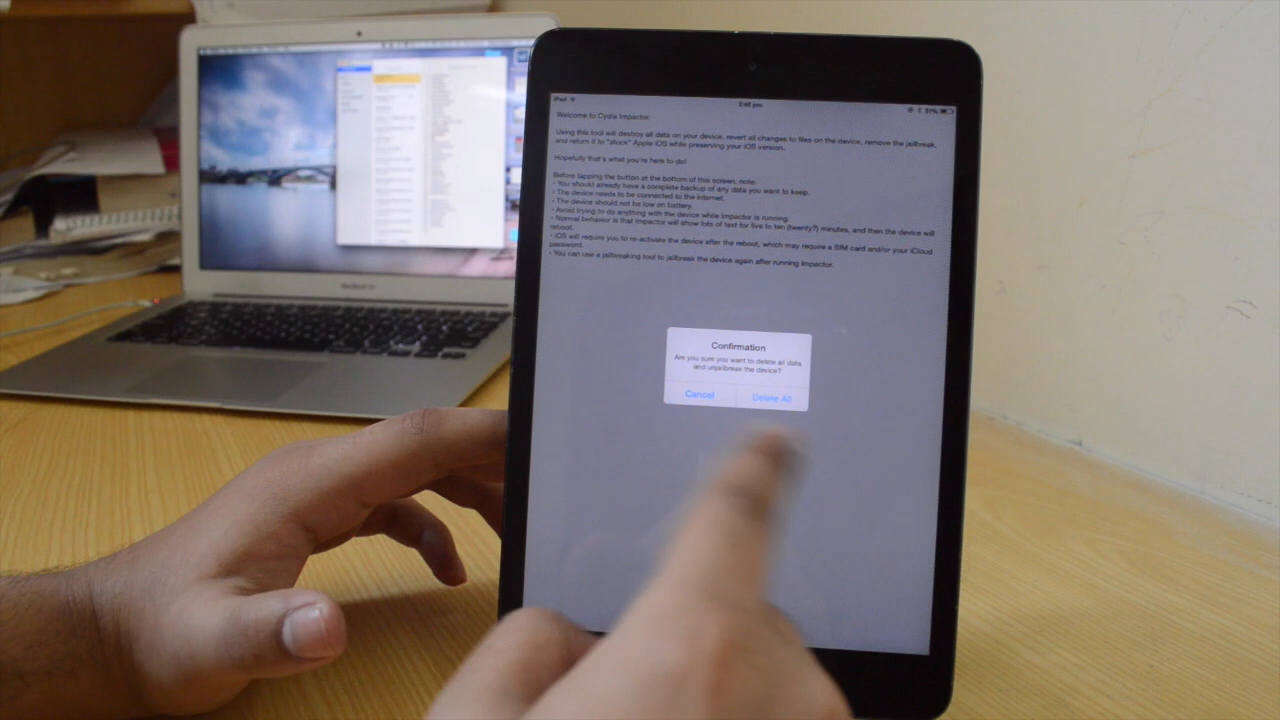 iPad
2:48 pm
51%
Welcome to Cydia Impactor.
Using this tool will destroy all data on your device, revert all changes to files on the device, remove the jailbreak,
and return it to "stock" Apple iOS while preserving your iOS version.
Hopefully that's what you're here to do!
Before tapping the button at the bottom of this screen, note:
- You should already have a complete backup of any data you want to keep.
- The device needs to be connected to the internet.
- The device should not be low on battery.
- Avoid trying to do anything with the device while Impactor is running.
- Normal behavior is that Impactor will show lots of text for five to ten (twenty?) minutes, and then the device will
reboot.
- iOS will require you to re-activate the device after the reboot, which may require a SIM card and/or your iCloud
password.
- You can use a jailbreaking tool to jailbreak the device again after running Impactor.
Confirmation
Are you sure you want to delete all data
and unjailbreak the device?
Cancel
Delete All
MacBook Air